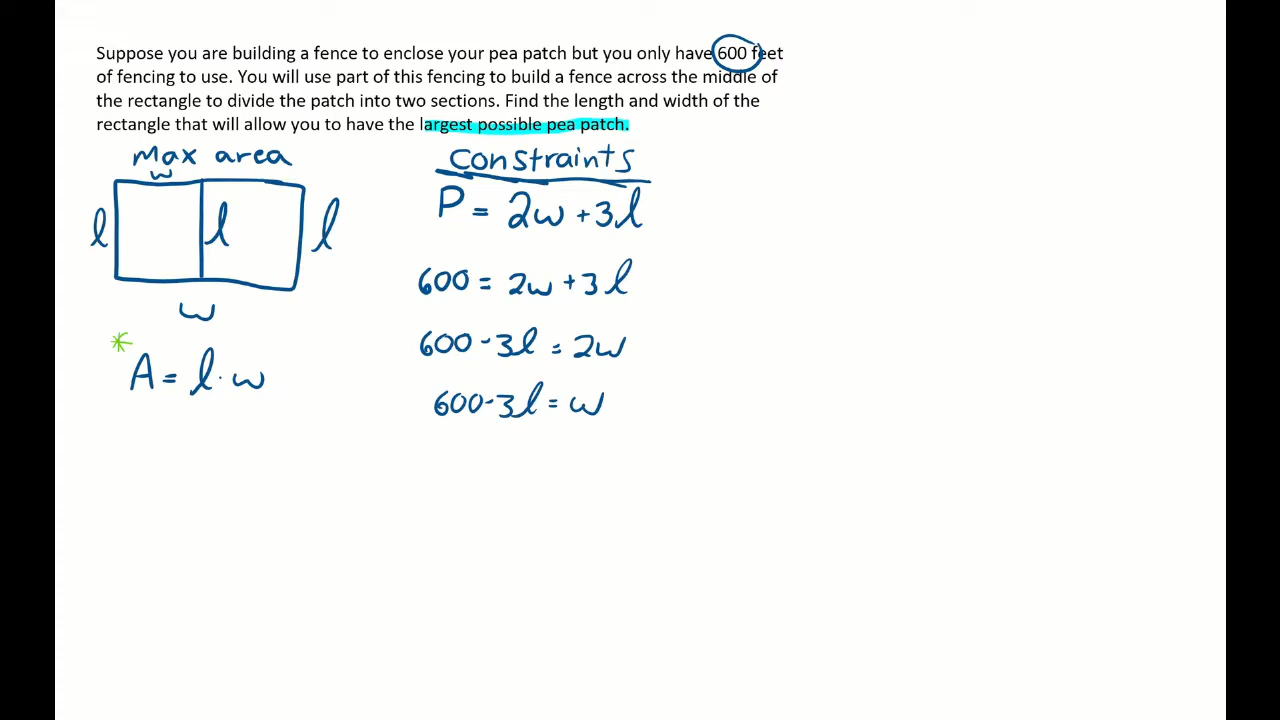 Suppose you are building a fence to enclose your pea patch but you only have 600 feet
of fencing to use. You will use part of this fencing to build a fence across the middle of
the rectangle to divide the patch into two sections. Find the length and width of the
rectangle that will allow you to have the largest possible pea patch.
Max area
w
l
l
l
w
*
A = l · w
Constraints
P = 2w + 3l
600 = 2w + 3l
600 - 3l = 2w
600 - 3l = w